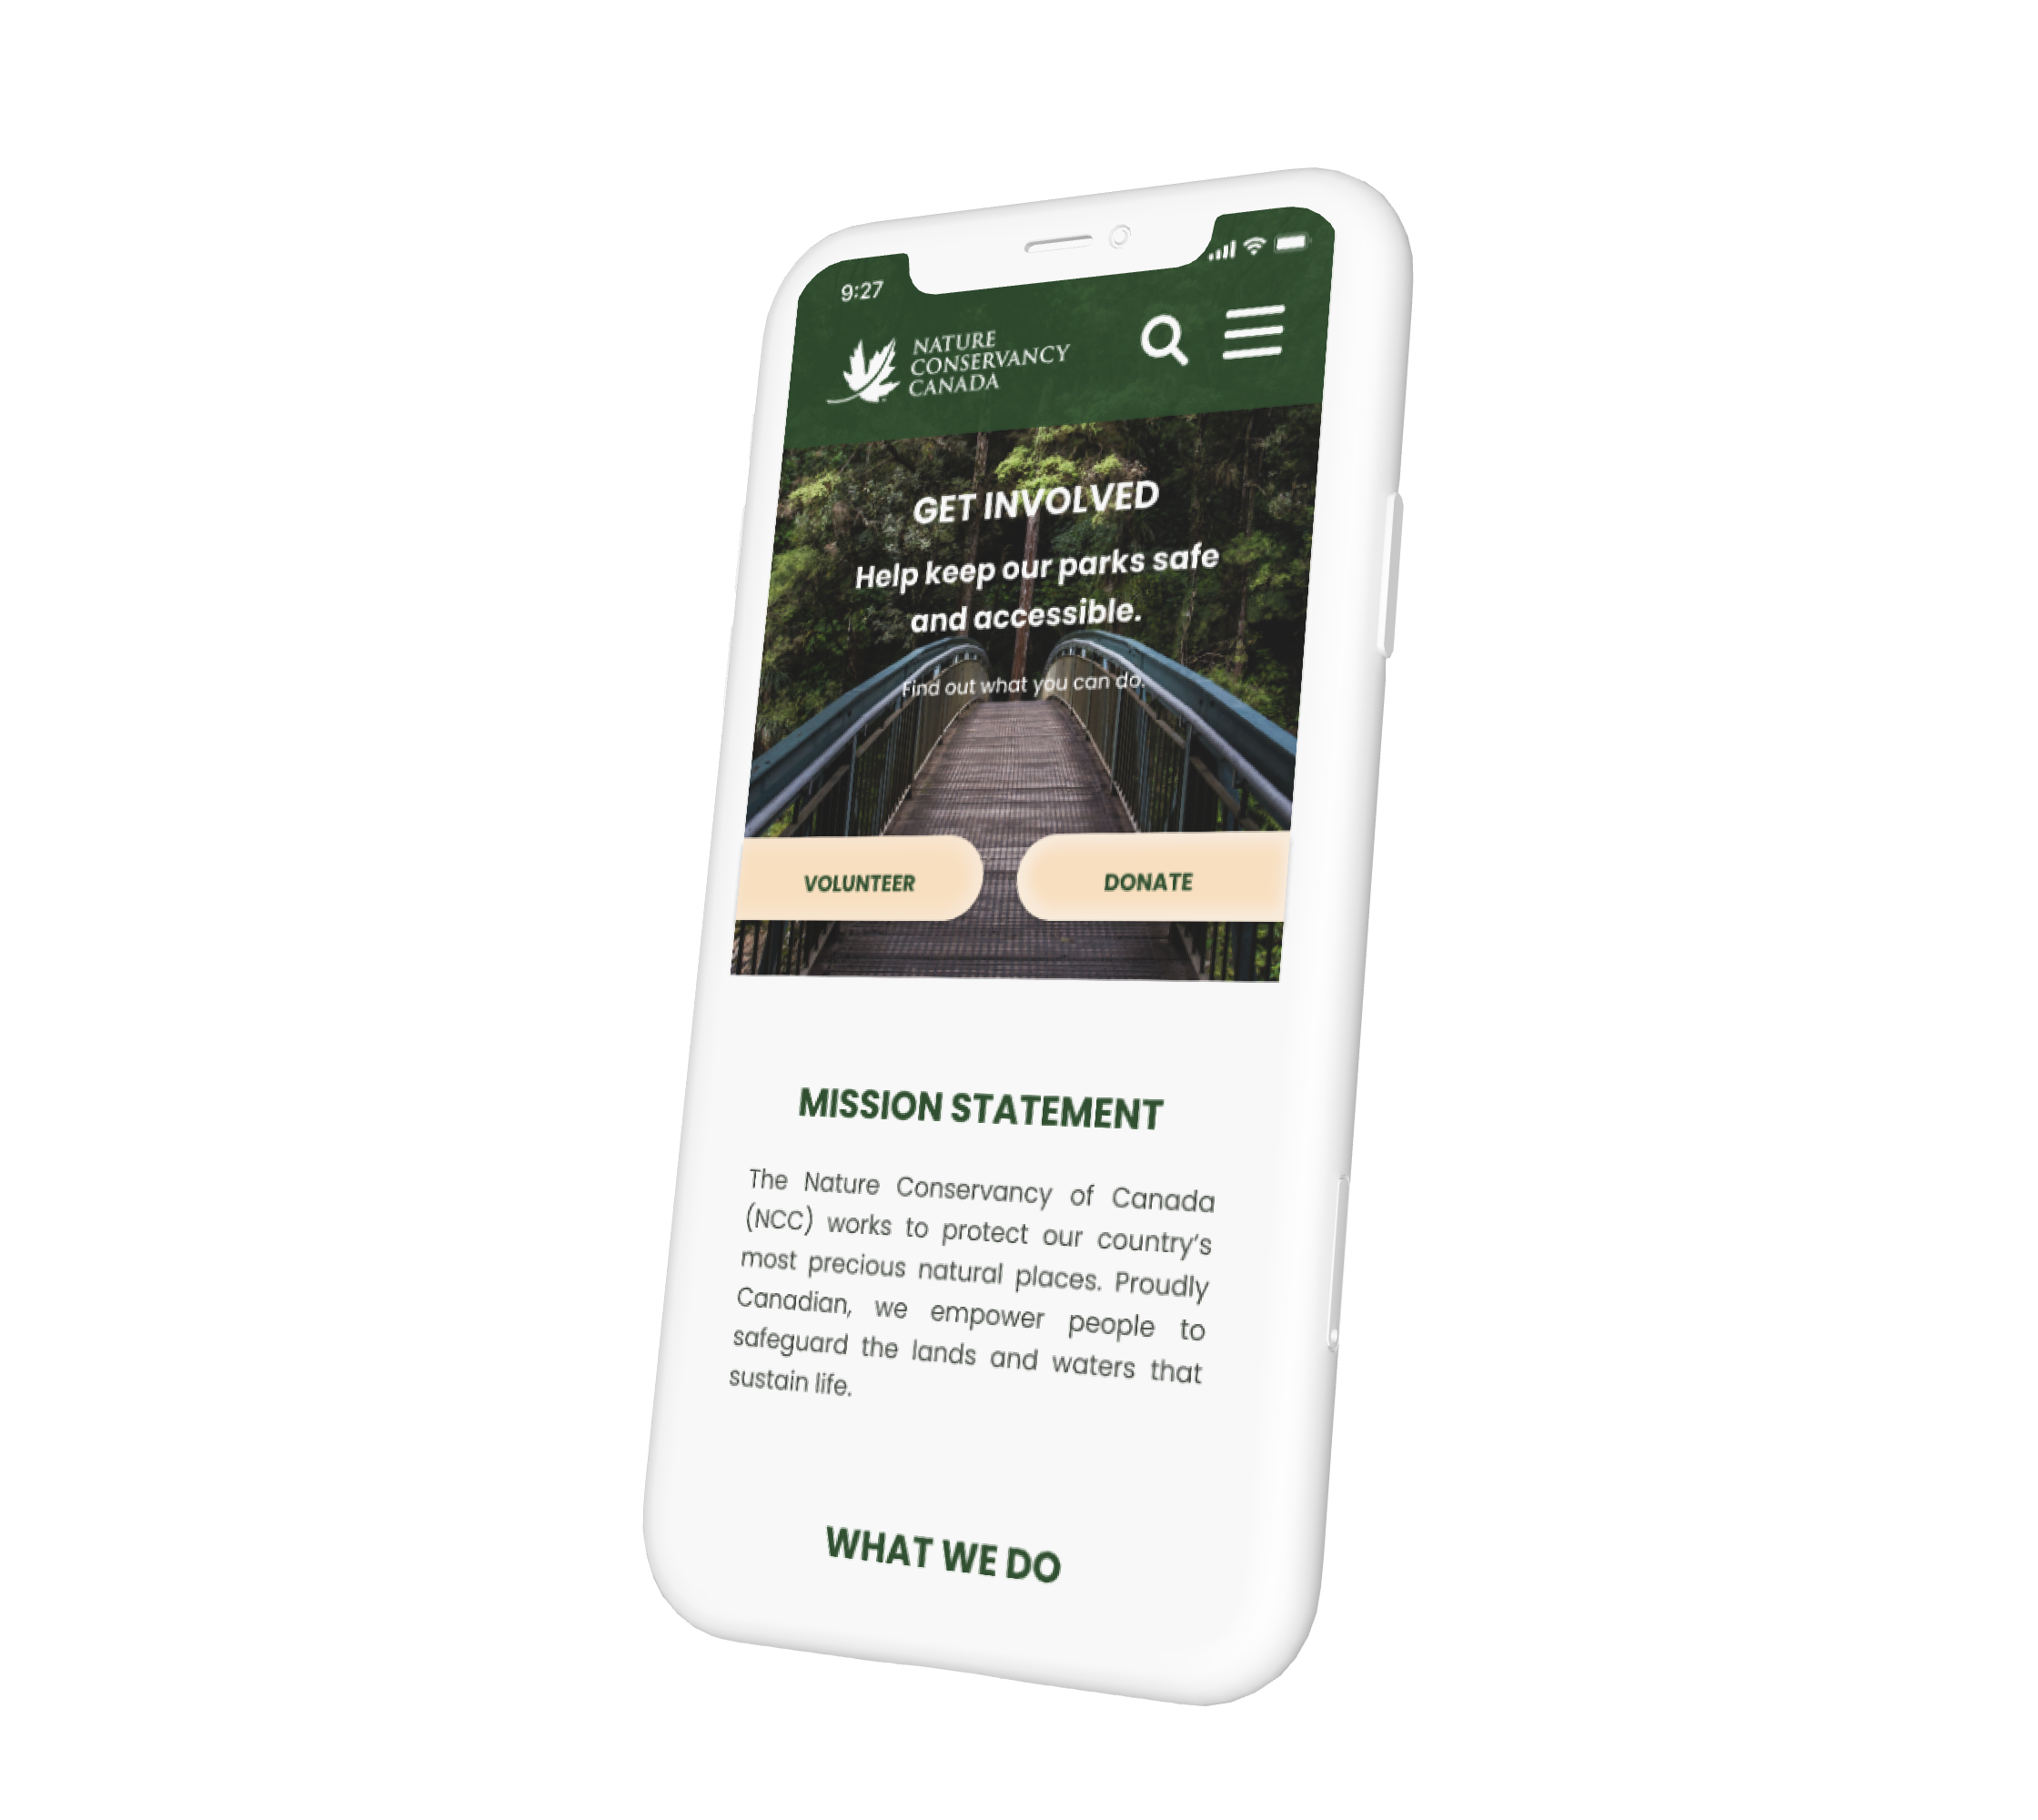 9:27
NATURE
CONSERVANCY
CANADA
GET INVOLVED
Help keep our parks safe
and accessible.
Find out what you can do.
VOLUNTEER
DONATE
MISSION STATEMENT
The Nature Conservancy of Canada
(NCC) works to protect our country’s
most precious natural places. Proudly
Canadian, we empower people to
safeguard the lands and waters that
sustain life.
WHAT WE DO